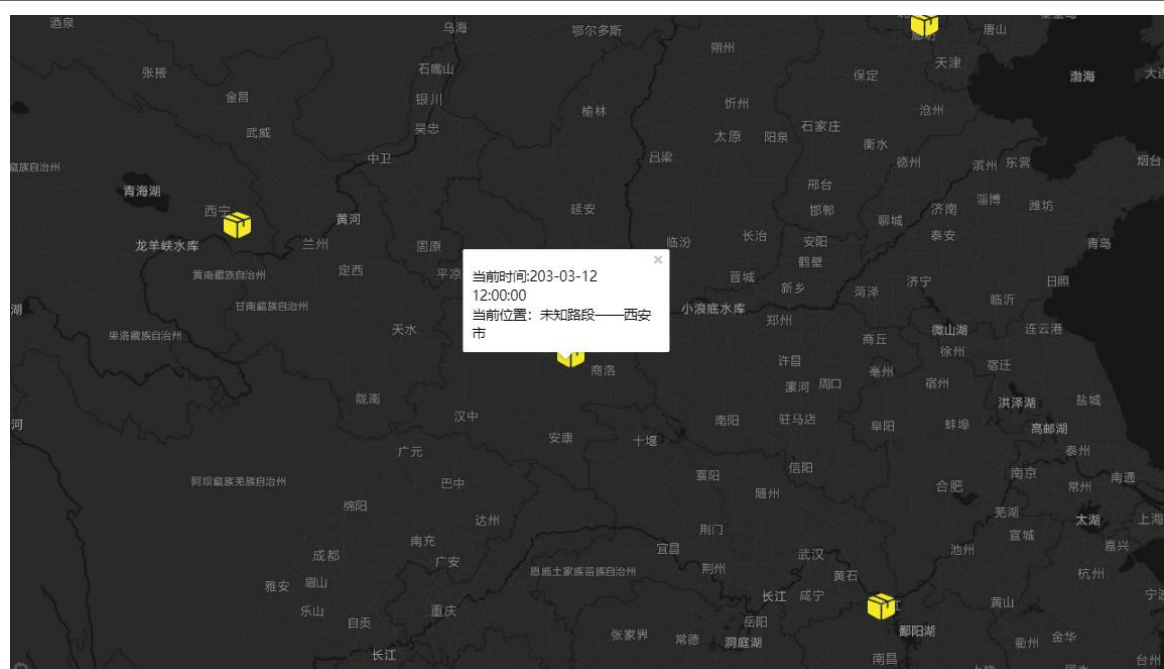 酒泉
乌海
鄂尔多斯
朔州
唐山
张掖
石嘴山
保定
天津
渤海
金昌
银川
榆林
忻州
沧州
武威
吴忠
太原
阳泉
石家庄
衡水
中卫
吕梁
德州
滨州
东营
烟台
藏族自治州
青海湖
邢台
西宁
黄河
延安
邯郸
聊城
济南
淄博
潍坊
龙羊峡水库
兰州
固原
临汾
长治
安阳
泰安
青岛
鹤壁
黄南藏族自治州
定西
平凉
晋城
新乡
菏泽
济宁
日照
临沂
当前时间:203-03-12
12:00:00
当前位置：未知路段——西安
市
湖
甘南藏族自治州
小浪底水库
郑州
果洛藏族自治州
天水
商丘
微山湖
连云港
徐州
商洛
许昌
亳州
宿州
宿迁
陇南
漯河
周口
洪泽湖
盐城
河
汉中
南阳
驻马店
阜阳
蚌埠
高邮湖
安康
十堰
泰州
广元
信阳
阿坝藏族羌族自治州
巴中
襄阳
随州
合肥
南京
常州
南通
绵阳
达州
芜湖
太湖
上海
荆门
宣城
南充
宜昌
武汉
池州
嘉兴
成都
广安
恩施土家族苗族自治州
荆州
黄石
杭州
雅安
眉山
长江
咸宁
黄山
乐山
自贡
重庆
岳阳
鄱阳湖
张家界
常德
洞庭湖
衢州
金华
长江
南昌
台州